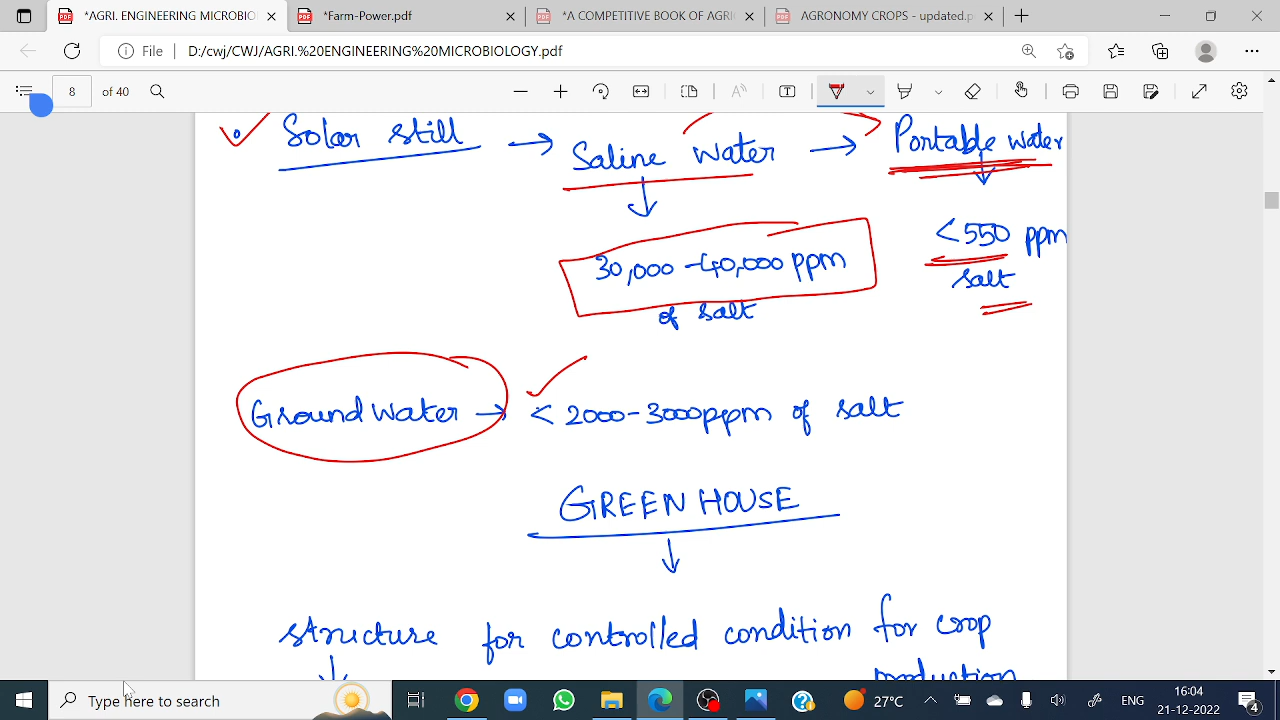 *AGRI. ENGINEERING MICROBIO
*Farm-Power.pdf
*A COMPETITIVE BOOK OF AGRI
AGRONOMY CROPS - updated.p
File D:/cwj/CWJ/AGRI.%20ENGINEERING%20MICROBIOLOGY.pdf
8 of 40
Solar still → Saline water → Portable water
<550 ppm
salt
30,000-40,000 ppm
of salt
Ground water → < 2000-3000ppm of salt
GREEN HOUSE
structure for controlled condition for crop
production
Type here to search
27°C
ENG
16:04
21-12-2022
4